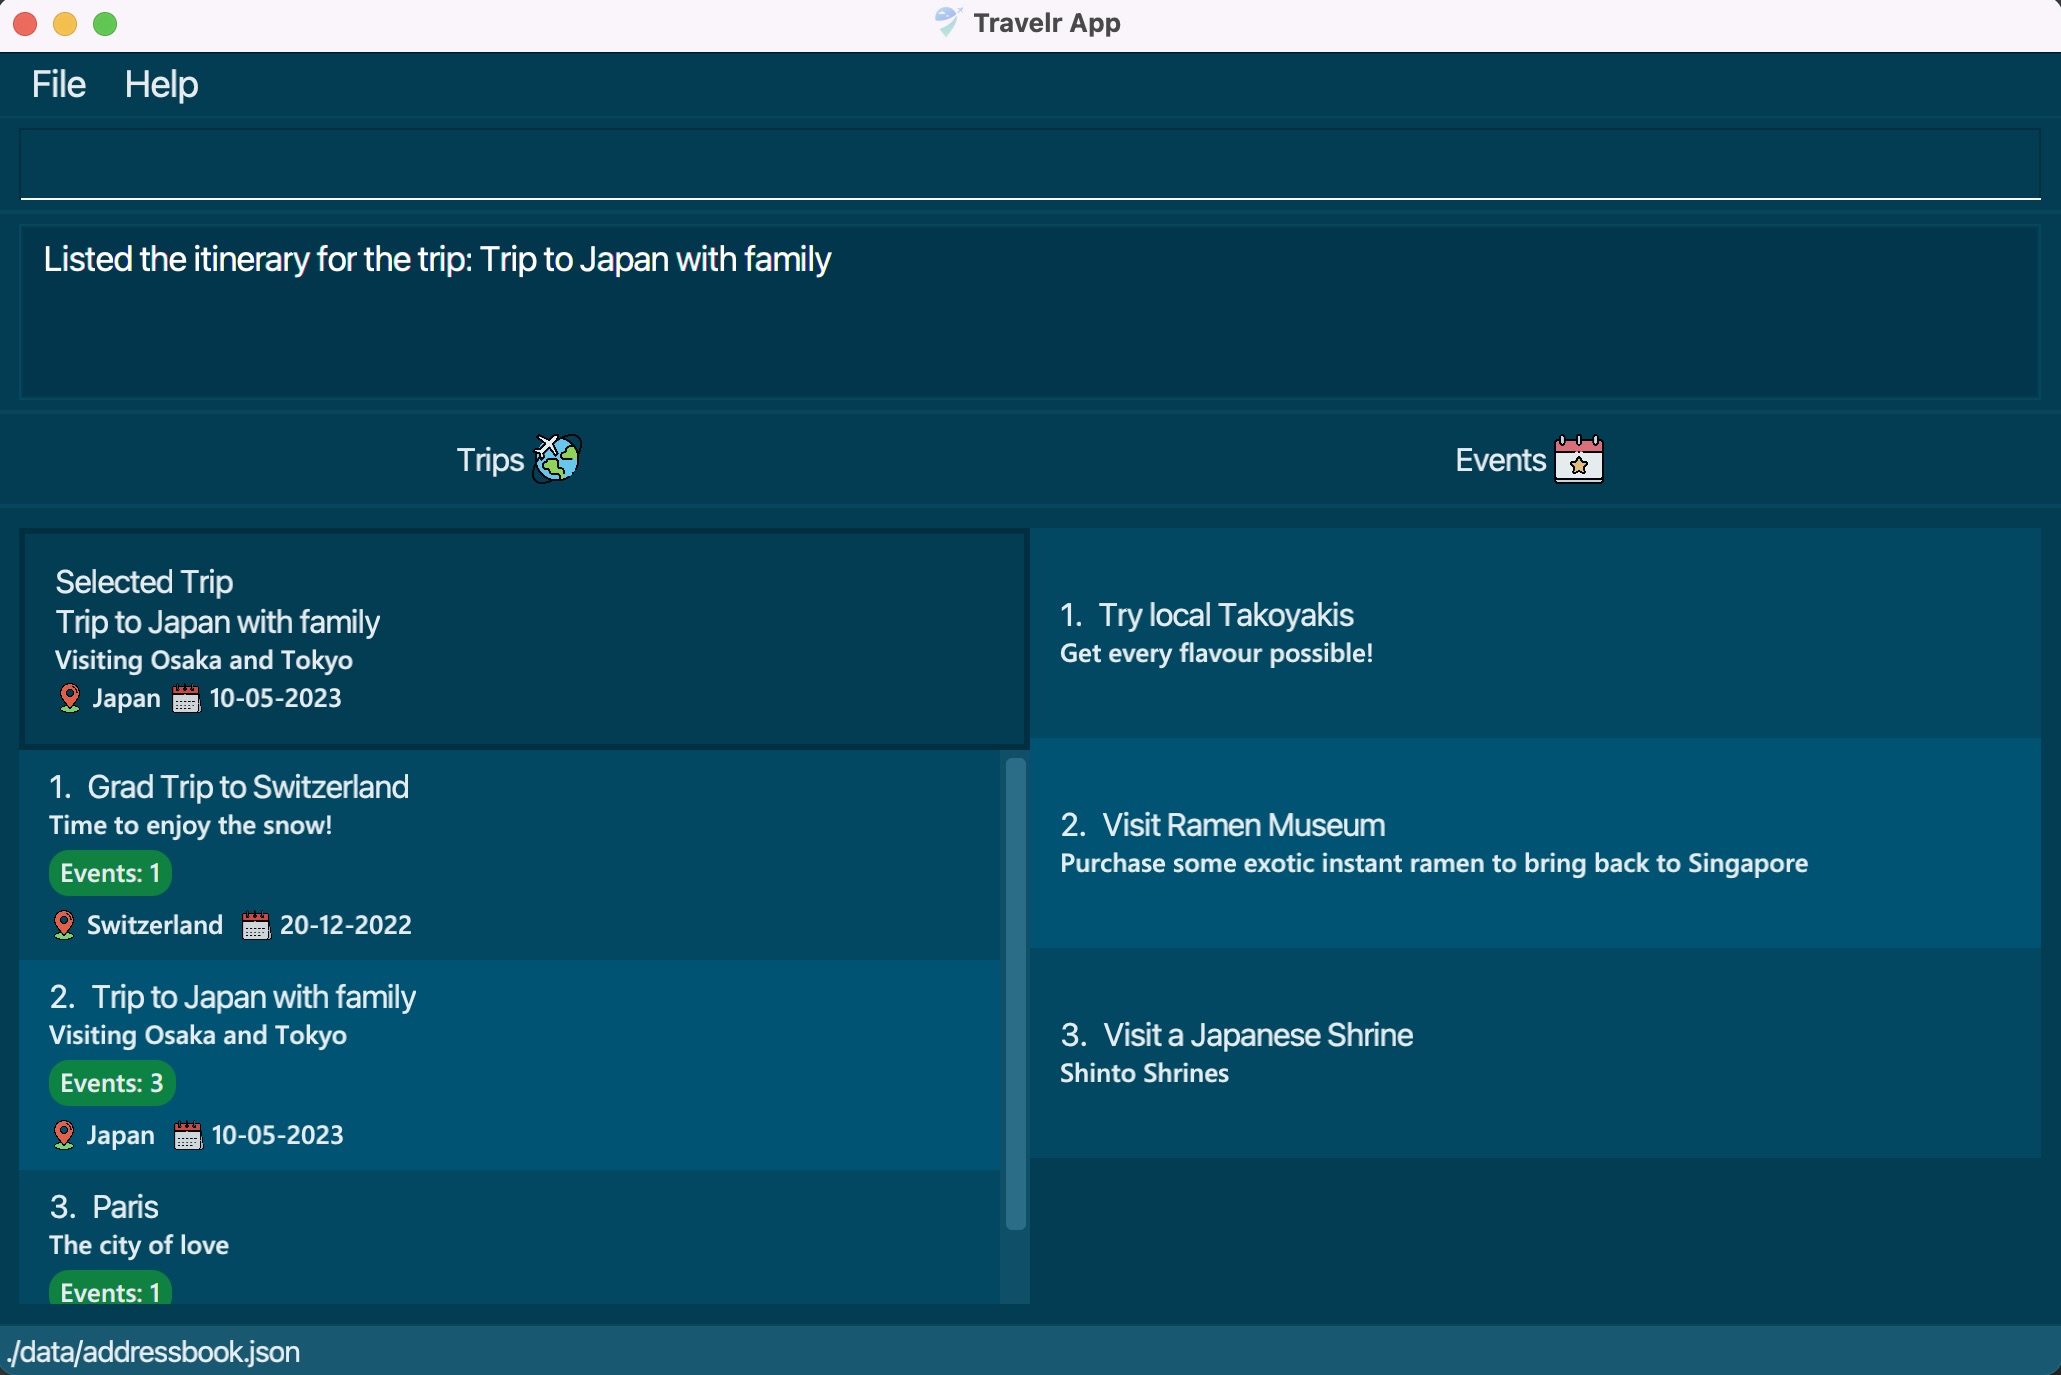 Travelr App
File Help
Listed the itinerary for the trip: Trip to Japan with family
Trips
Events
Selected Trip
Trip to Japan with family
Visiting Osaka and Tokyo
Japan 10-05-2023
1. Grad Trip to Switzerland
Time to enjoy the snow!
Events: 1
Switzerland 20-12-2022
2. Trip to Japan with family
Visiting Osaka and Tokyo
Events: 3
Japan 10-05-2023
3. Paris
The city of love
Events: 1
1. Try local Takoyakis
Get every flavour possible!
2. Visit Ramen Museum
Purchase some exotic instant ramen to bring back to Singapore
3. Visit a Japanese Shrine
Shinto Shrines
./data/addressbook.json